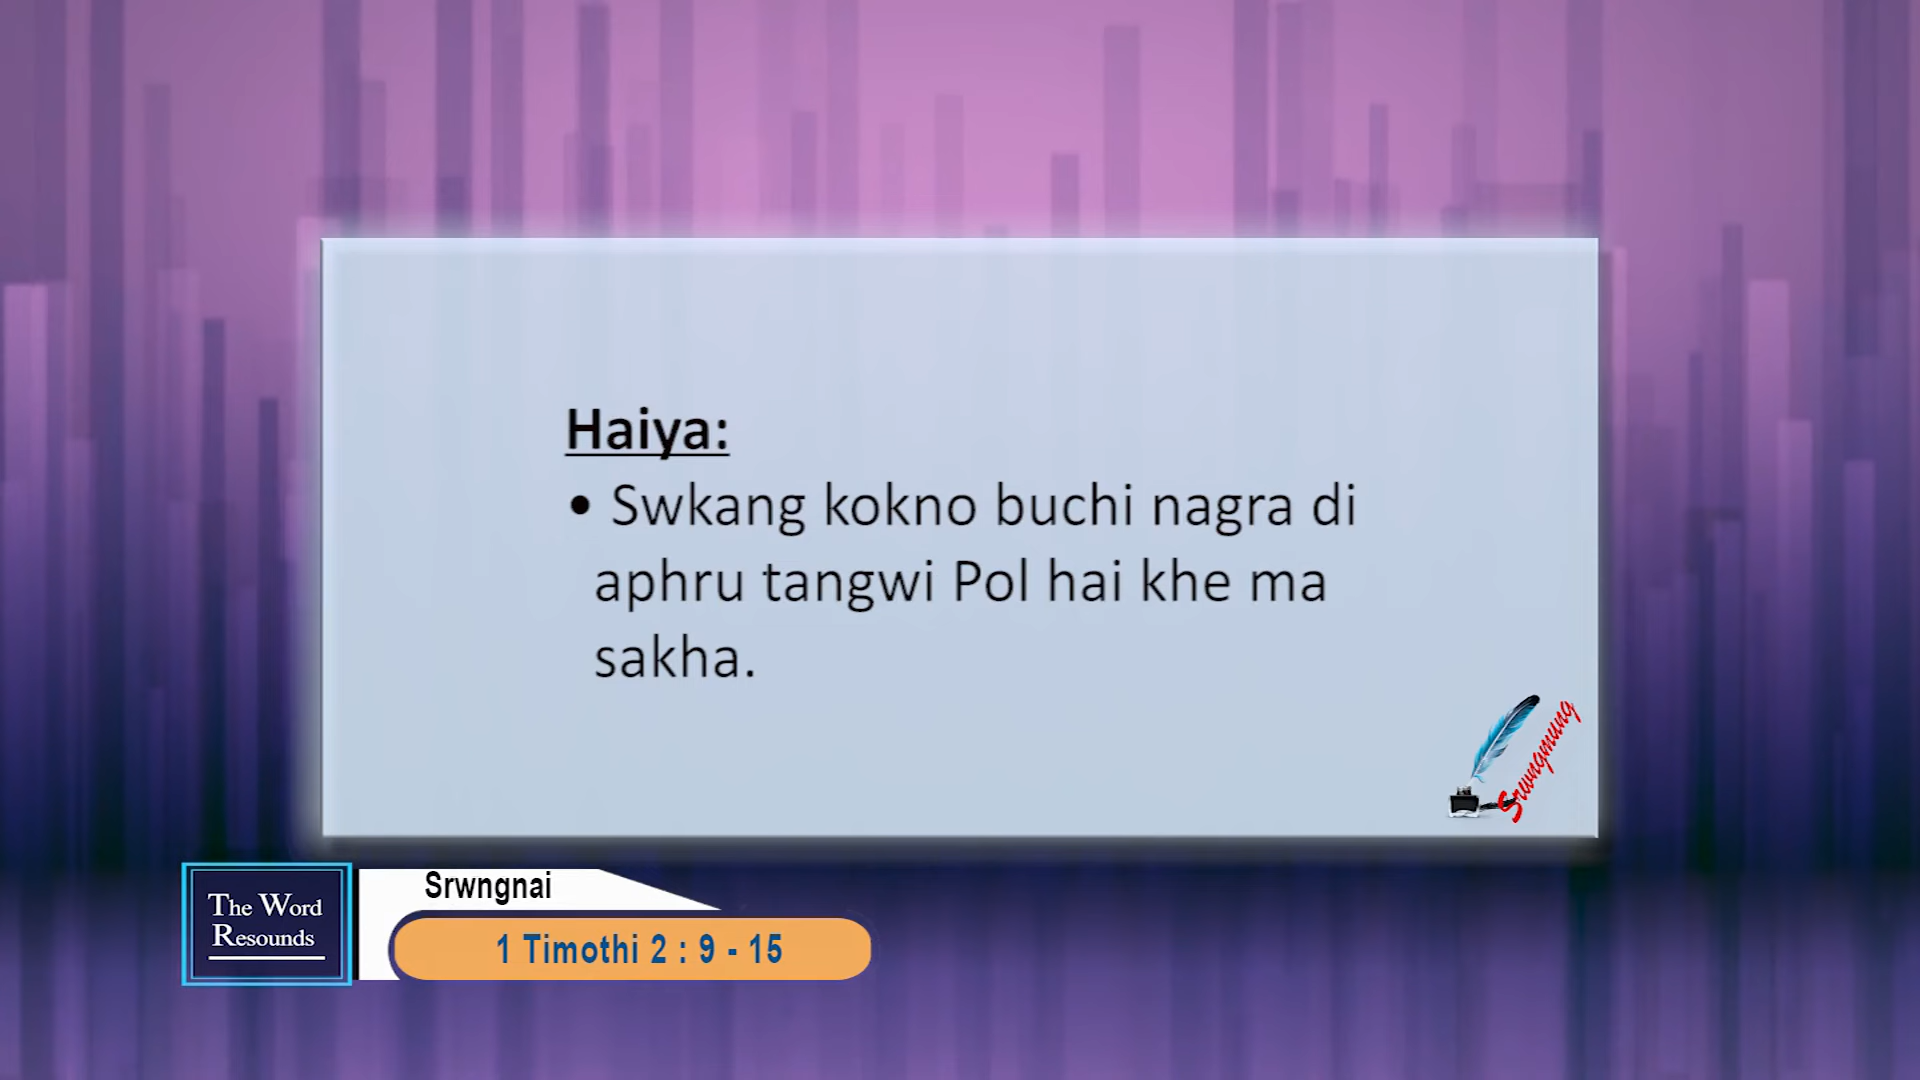 Haiya:
• Swkang kokno buchi nagra di
aphru tangwi Pol hai khe ma
sakha.
Srwngmung
The Word
Resounds
Srwngnai
1 Timothi 2 : 9 - 15